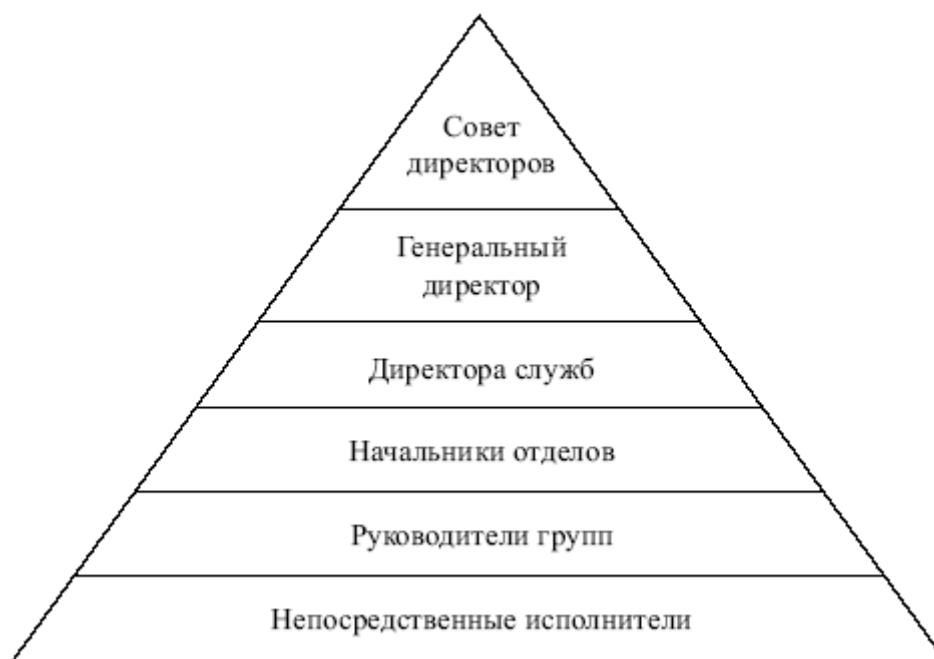 Совет
директоров
Генеральный
директор
Директора служб
Начальники отделов
Руководители групп
Непосредственные исполнители